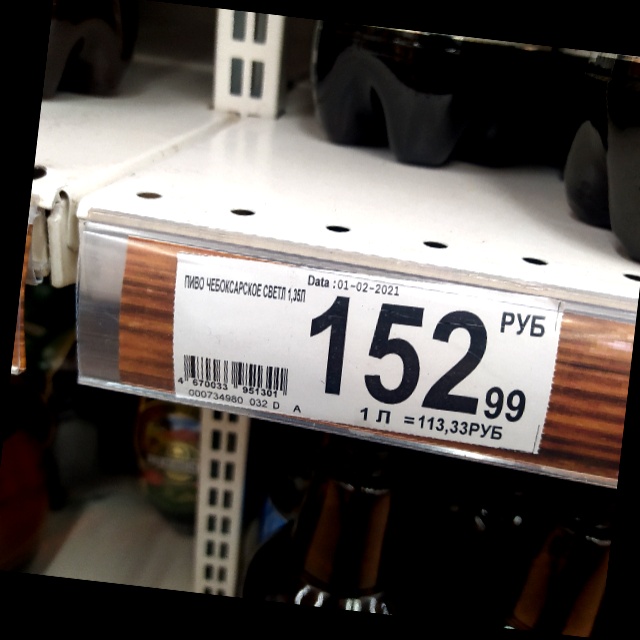 ПИВО ЧЕБОКСАРСКОЕ СВЕТЛ 1,35Л
Data :01-02-2021
152 99
РУБ
4 670033 951301
000734980 032 D A
1 Л =113,33РУБ